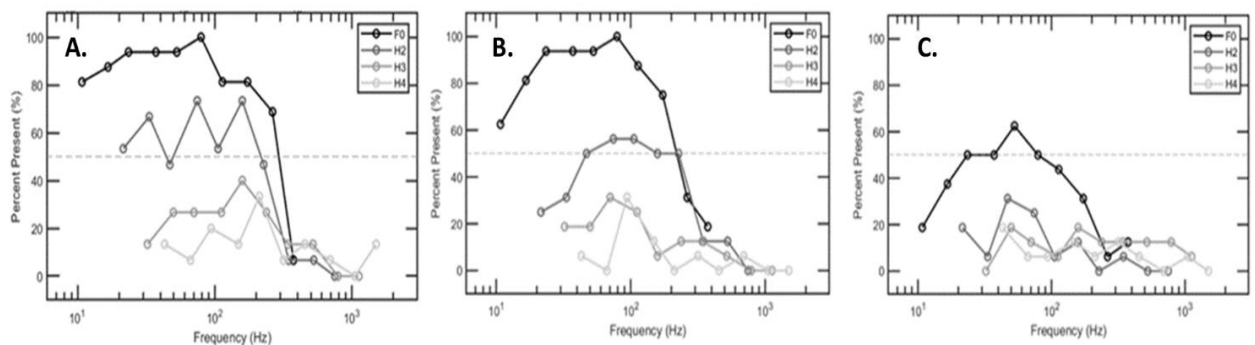 A.
Percent Present (%)
100
80
60
40
20
0
10¹
10²
10³
Frequency (Hz)
F0
H2
H3
H4
B.
Percent Present (%)
100
80
60
40
20
0
10¹
10²
10³
Frequency (Hz)
F0
H2
H3
H4
C.
Percent Present (%)
100
80
60
40
20
0
10¹
10²
10³
Frequency (Hz)
F0
H2
H3
H4